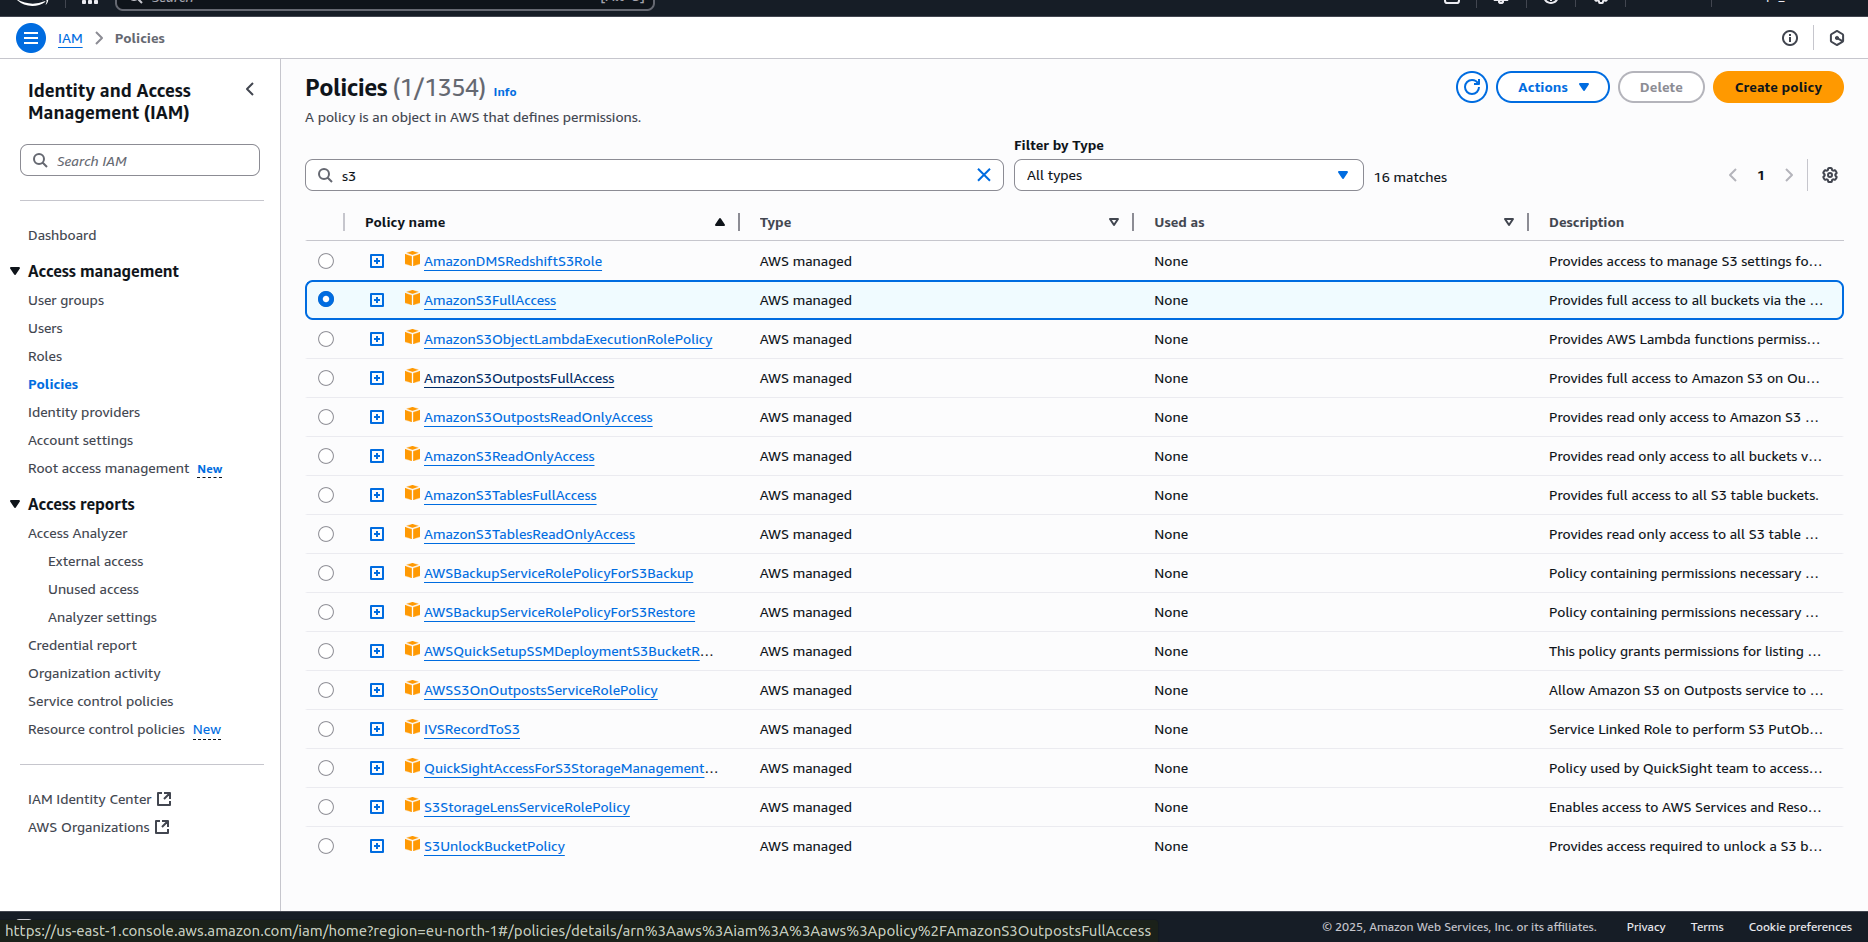 IAM > Policies
Identity and Access Management (IAM)
Search IAM
Dashboard
Access management
User groups
Users
Roles
Policies
Identity providers
Account settings
Root access management New
Access reports
Access Analyzer
External access
Unused access
Analyzer settings
Credential report
Organization activity
Service control policies
Resource control policies New
IAM Identity Center
AWS Organizations
Policies (1/1354) Info
Actions
Delete
Create policy
A policy is an object in AWS that defines permissions.
Filter by Type
s3
All types
16 matches
1
Policy name Type Used as Description
AmazonDMSRedshiftS3Role AWS managed None Provides access to manage S3 settings fo...
AmazonS3FullAccess AWS managed None Provides full access to all buckets via the ...
AmazonS3ObjectLambdaExecutionRolePolicy AWS managed None Provides AWS Lambda functions permiss...
AmazonS3OutpostsFullAccess AWS managed None Provides full access to Amazon S3 on Ou...
AmazonS3OutpostsReadOnlyAccess AWS managed None Provides read only access to Amazon S3 ...
AmazonS3ReadOnlyAccess AWS managed None Provides read only access to all buckets v...
AmazonS3TablesFullAccess AWS managed None Provides full access to all S3 table buckets.
AmazonS3TablesReadOnlyAccess AWS managed None Provides read only access to all S3 table ...
AWSBackupServiceRolePolicyForS3Backup AWS managed None Policy containing permissions necessary ...
AWSBackupServiceRolePolicyForS3Restore AWS managed None Policy containing permissions necessary ...
AWSQuickSetupSSMDeploymentS3BucketR... AWS managed None This policy grants permissions for listing ...
AWSS3OnOutpostsServiceRolePolicy AWS managed None Allow Amazon S3 on Outposts service to ...
IVSRecordToS3 AWS managed None Service Linked Role to perform S3 PutOb...
QuickSightAccessForS3StorageManagement... AWS managed None Policy used by QuickSight team to access...
S3StorageLensServiceRolePolicy AWS managed None Enables access to AWS Services and Reso...
S3UnlockBucketPolicy AWS managed None Provides access required to unlock a S3 b...
https://us-east-1.console.aws.amazon.com/iam/home?region=eu-north-1#/policies/details/arn%3Aaws%3Aiam%3A%3Aaws%3Apolicy%2FAmazonS3OutpostsFullAccess
© 2025, Amazon Web Services, Inc. or its affiliates. Privacy Terms Cookie preferences